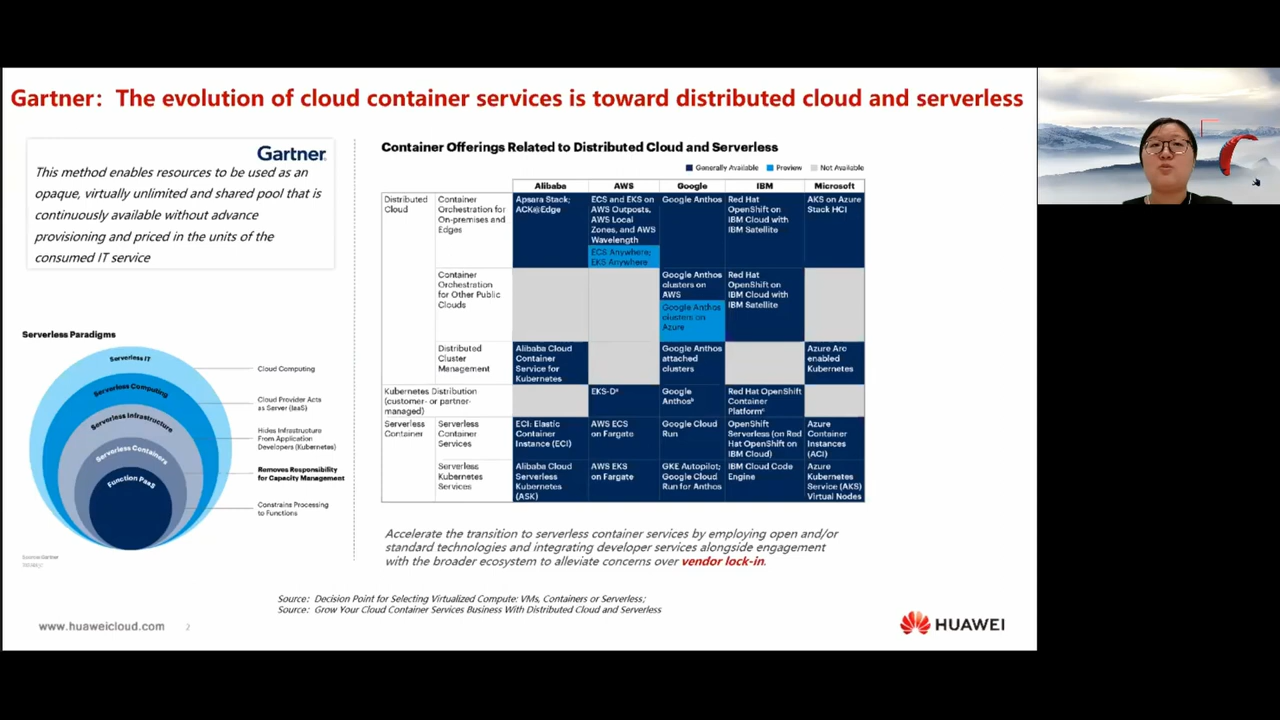 Gartner: The evolution of cloud container services is toward distributed cloud and serverless
Gartner
This method enables resources to be used as an
opaque, virtually unlimited and shared pool that is
continuously available without advance
provisioning and priced in the units of the
consumed IT service
Serverless Paradigms
Serverless IT
Serverless Computing
Serverless Infrastructure
Serverless Containers
Function PaaS
Cloud Computing
Cloud Provider Acts
as Server (IaaS)
Hides Infrastructure
From Application
Developers (Kubernetes)
Removes Responsibility
for Capacity Management
Constrains Processing
to Functions
Container Offerings Related to Distributed Cloud and Serverless
Generally Available Preview Not Available
Alibaba AWS Google IBM Microsoft
Distributed
Cloud
Container
Orchestration for
On-premises and
Edges
Apsara Stack;
ACK@Edge
ECS and EKS on
AWS Outposts,
AWS Local
Zones, and AWS
Wavelength
ECS Anywhere;
EKS Anywhere
Google Anthos
Red Hat
OpenShift on
IBM Cloud with
IBM Satellite
AKS on Azure
Stack HCI
Container
Orchestration
for Other Public
Clouds
Google Anthos
clusters on
AWS
Google Anthos
clusters on
Azure
Red Hat
OpenShift on
IBM Cloud with
IBM Satellite
Distributed
Cluster
Management
Alibaba Cloud
Container
Service for
Kubernetes
Google Anthos
attached
clusters
Azure Arc
enabled
Kubernetes
Kubernetes Distribution
(customer- or partner-
managed)
EKS-Dᵃ
Google
Anthosᵇ
Red Hat OpenShift
Container
Platformᶜ
Serverless
Container
Serverless
Container
Services
ECI: Elastic
Container
Instance (ECI)
AWS ECS
on Fargate
Google Cloud
Run
OpenShift
Serverless (on Red
Hat OpenShift on
IBM Cloud)
Azure
Container
Instances
(ACI)
Serverless
Kubernetes
Services
Alibaba Cloud
Serverless
Kubernetes
(ASK)
AWS EKS
on Fargate
GKE Autopilot;
Google Cloud
Run for Anthos
IBM Cloud Code
Engine
Azure
Kubernetes
Service (AKS)
Virtual Nodes
Accelerate the transition to serverless container services by employing open and/or
standard technologies and integrating developer services alongside engagement
with the broader ecosystem to alleviate concerns over vendor lock-in.
Source: Decision Point for Selecting Virtualized Compute: VMs, Containers or Serverless;
Source: Grow Your Cloud Container Services Business With Distributed Cloud and Serverless
www.huaweicloud.com 2
HUAWEI